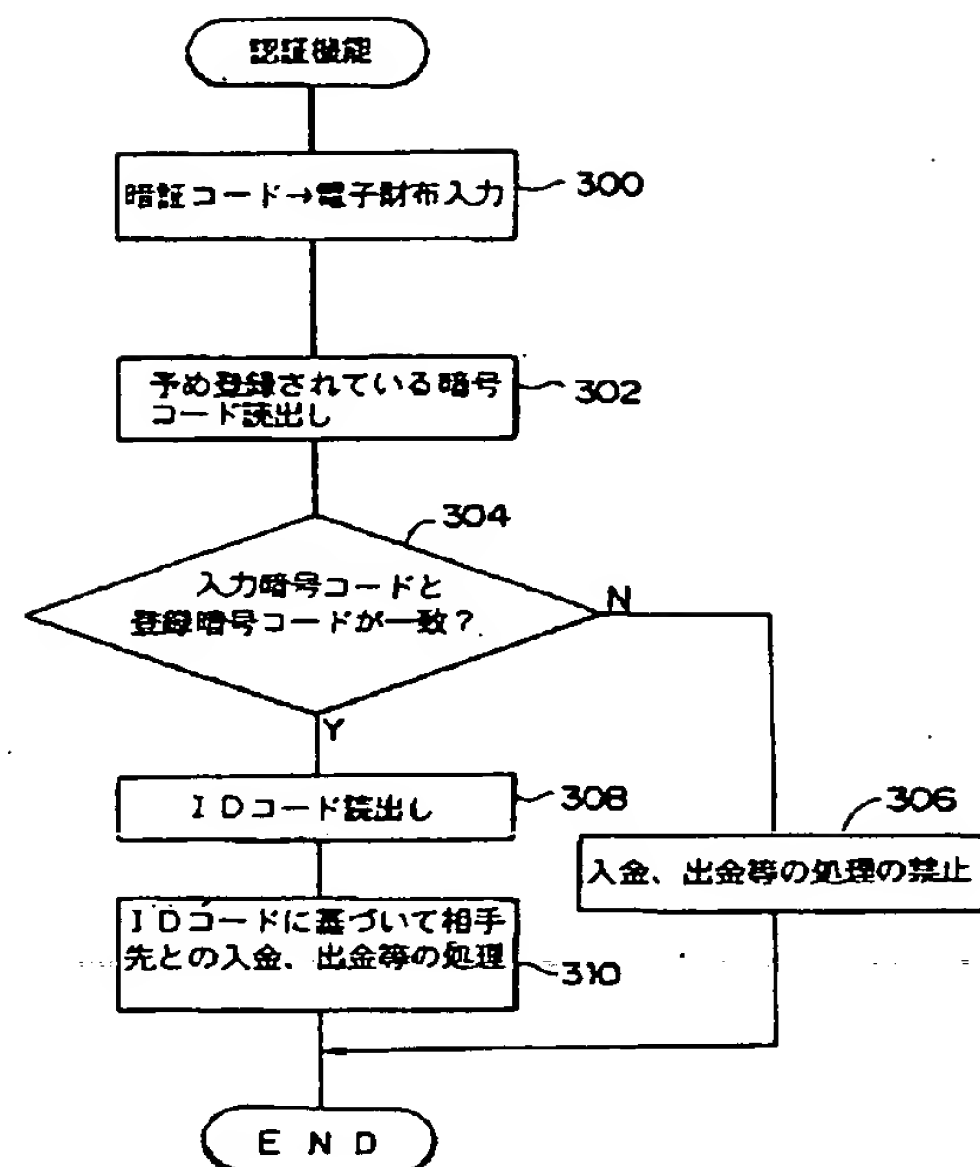 認証機能
暗証コード→電子財布入力
300
予め登録されている暗号
コード読出し
302
304
入力暗号コードと
登録暗号コードが一致?
N
Y
IDコード読出し
308
306
入金、出金等の処理の禁止
IDコードに基づいて相手
先との入金、出金等の処理
310
END